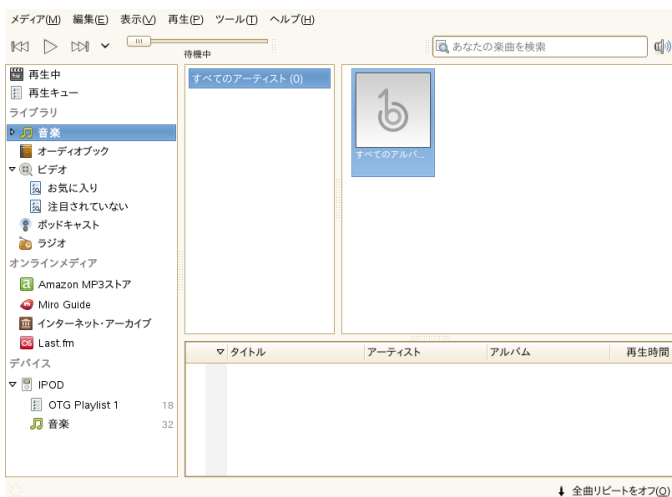 メディア(M) 編集(E) 表示(V) 再生(P) ツール(T) ヘルプ(H)
待機中
あなたの楽曲を検索
再生中
再生キュー
ライブラリ
音楽
オーディオブック
ビデオ
お気に入り
注目されていない
ポッドキャスト
ラジオ
オンラインメディア
Amazon MP3ストア
Miro Guide
インターネット・アーカイブ
Last.fm
デバイス
IPOD
OTG Playlist 1 18
音楽 32
すべてのアーティスト (0)
すべてのアルバ...
タイトル アーティスト アルバム 再生時間
全曲リピートをオフ(O)